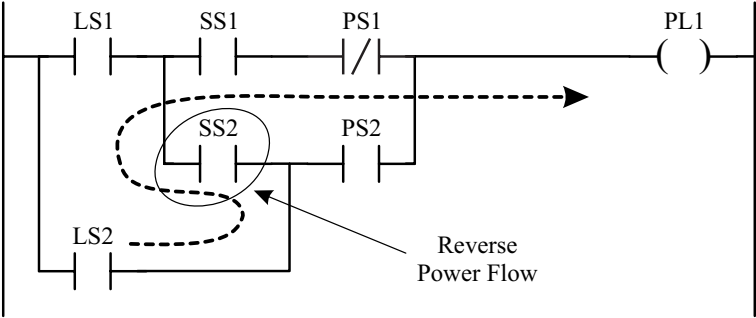 LS1 SS1 PS1 PL1
SS2 PS2
LS2
Reverse
Power Flow